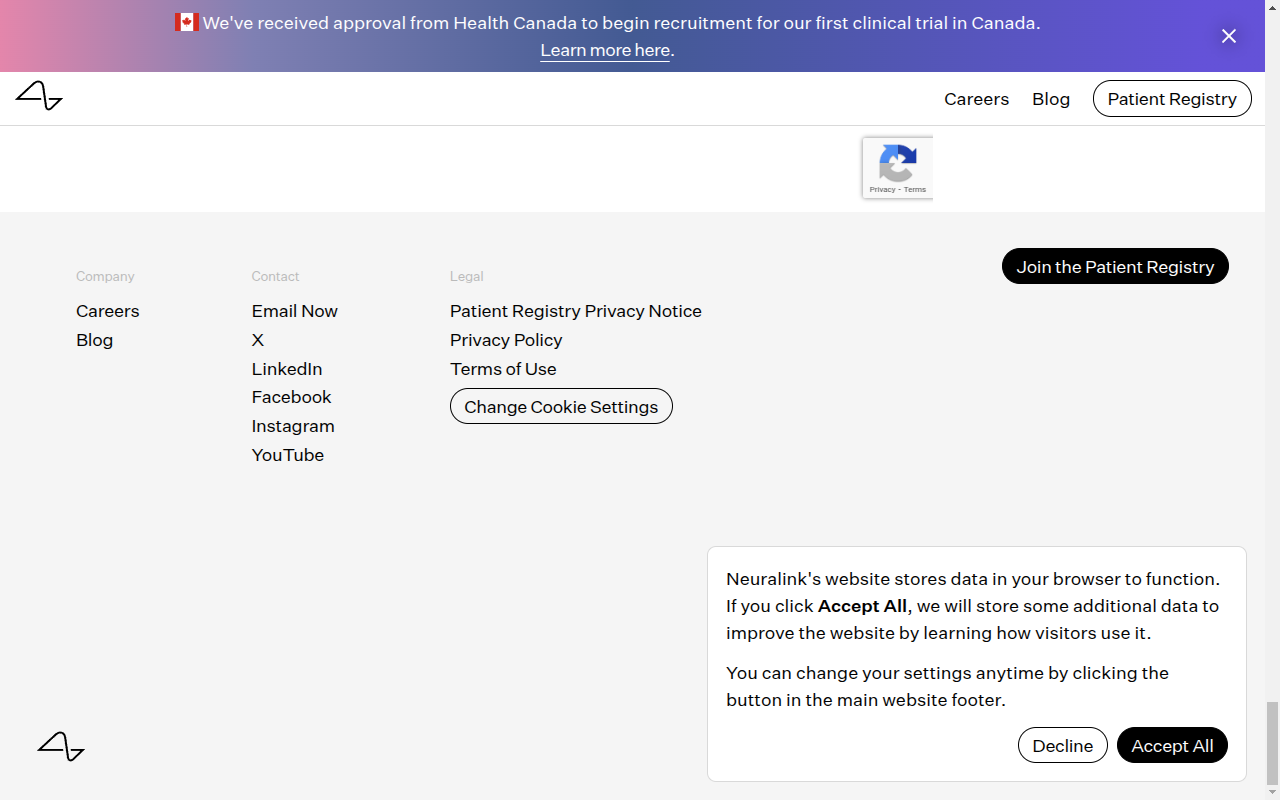 We've received approval from Health Canada to begin recruitment for our first clinical trial in Canada.
Learn more here.
Careers
Blog
Patient Registry
Privacy - Terms
Company
Careers
Blog
Contact
Email Now
X
LinkedIn
Facebook
Instagram
YouTube
Legal
Patient Registry Privacy Notice
Privacy Policy
Terms of Use
Change Cookie Settings
Join the Patient Registry
Neuralink's website stores data in your browser to function.
If you click Accept All, we will store some additional data to
improve the website by learning how visitors use it.
You can change your settings anytime by clicking the
button in the main website footer.
Decline
Accept All